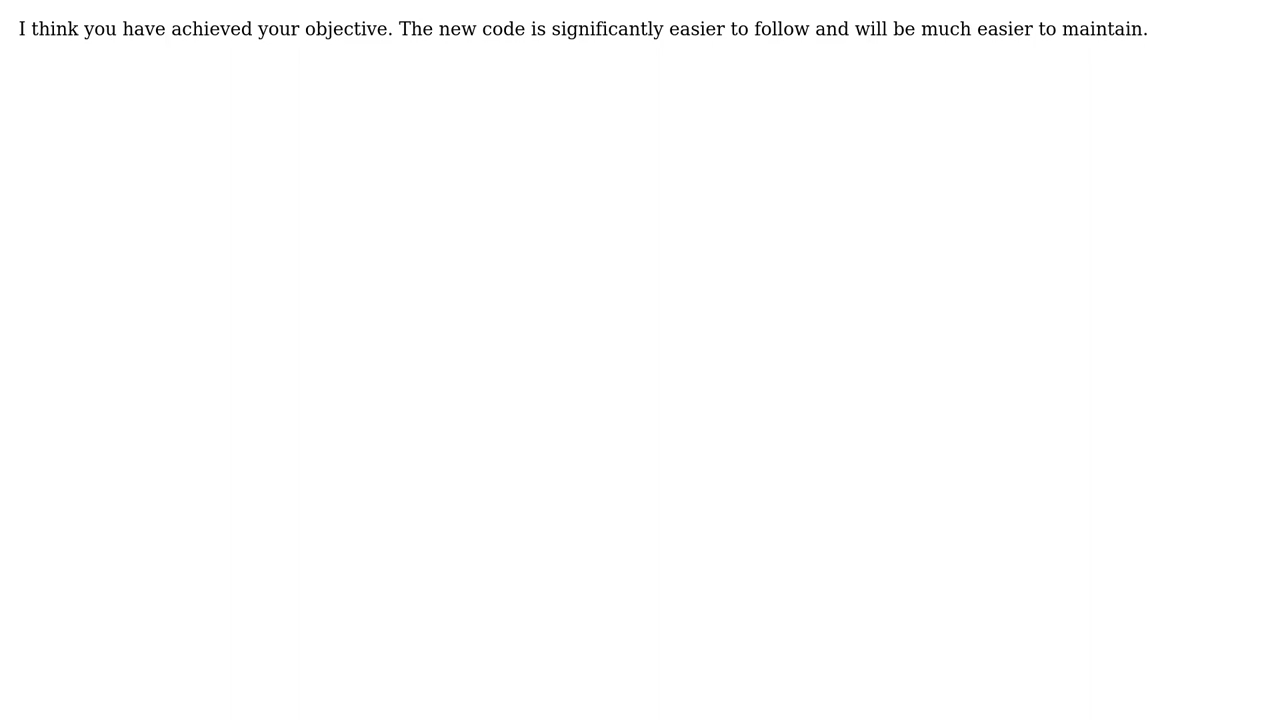 I think you have achieved your objective. The new code is significantly easier to follow and will be much easier to maintain.